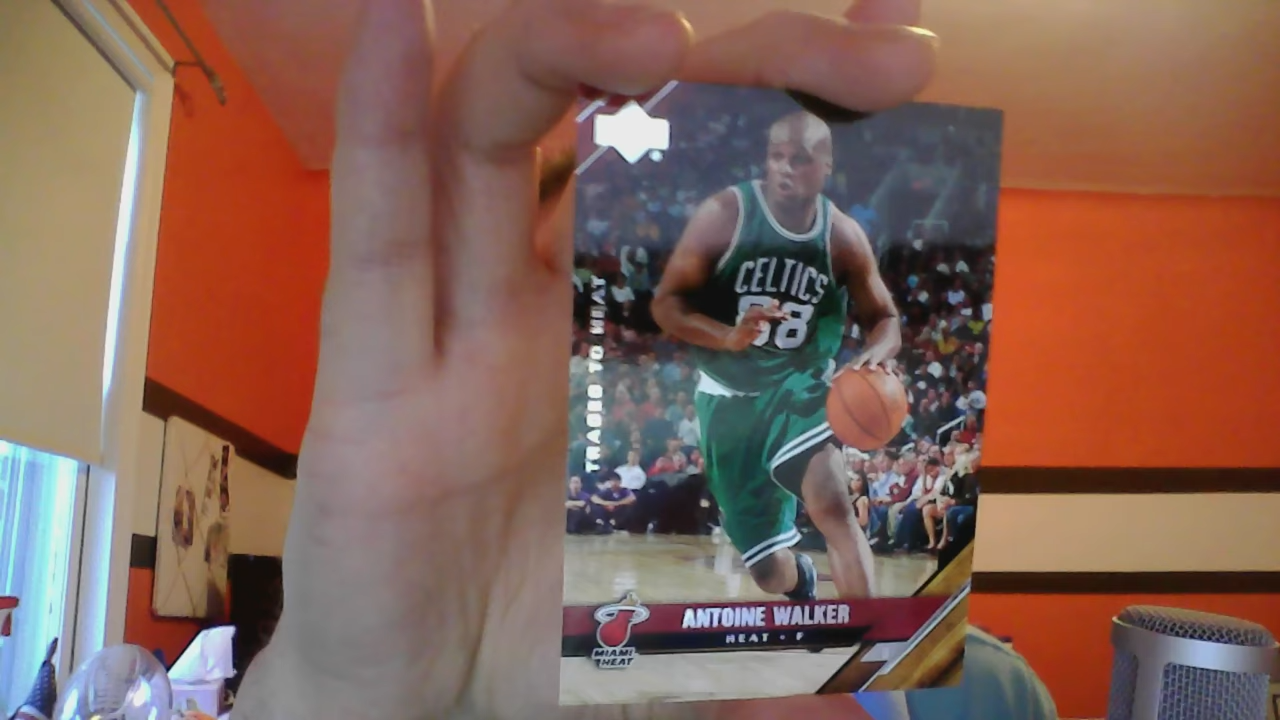 TRADED TO HEAT
CELTICS
88
MIAMI
HEAT
ANTOINE WALKER
HEAT - F